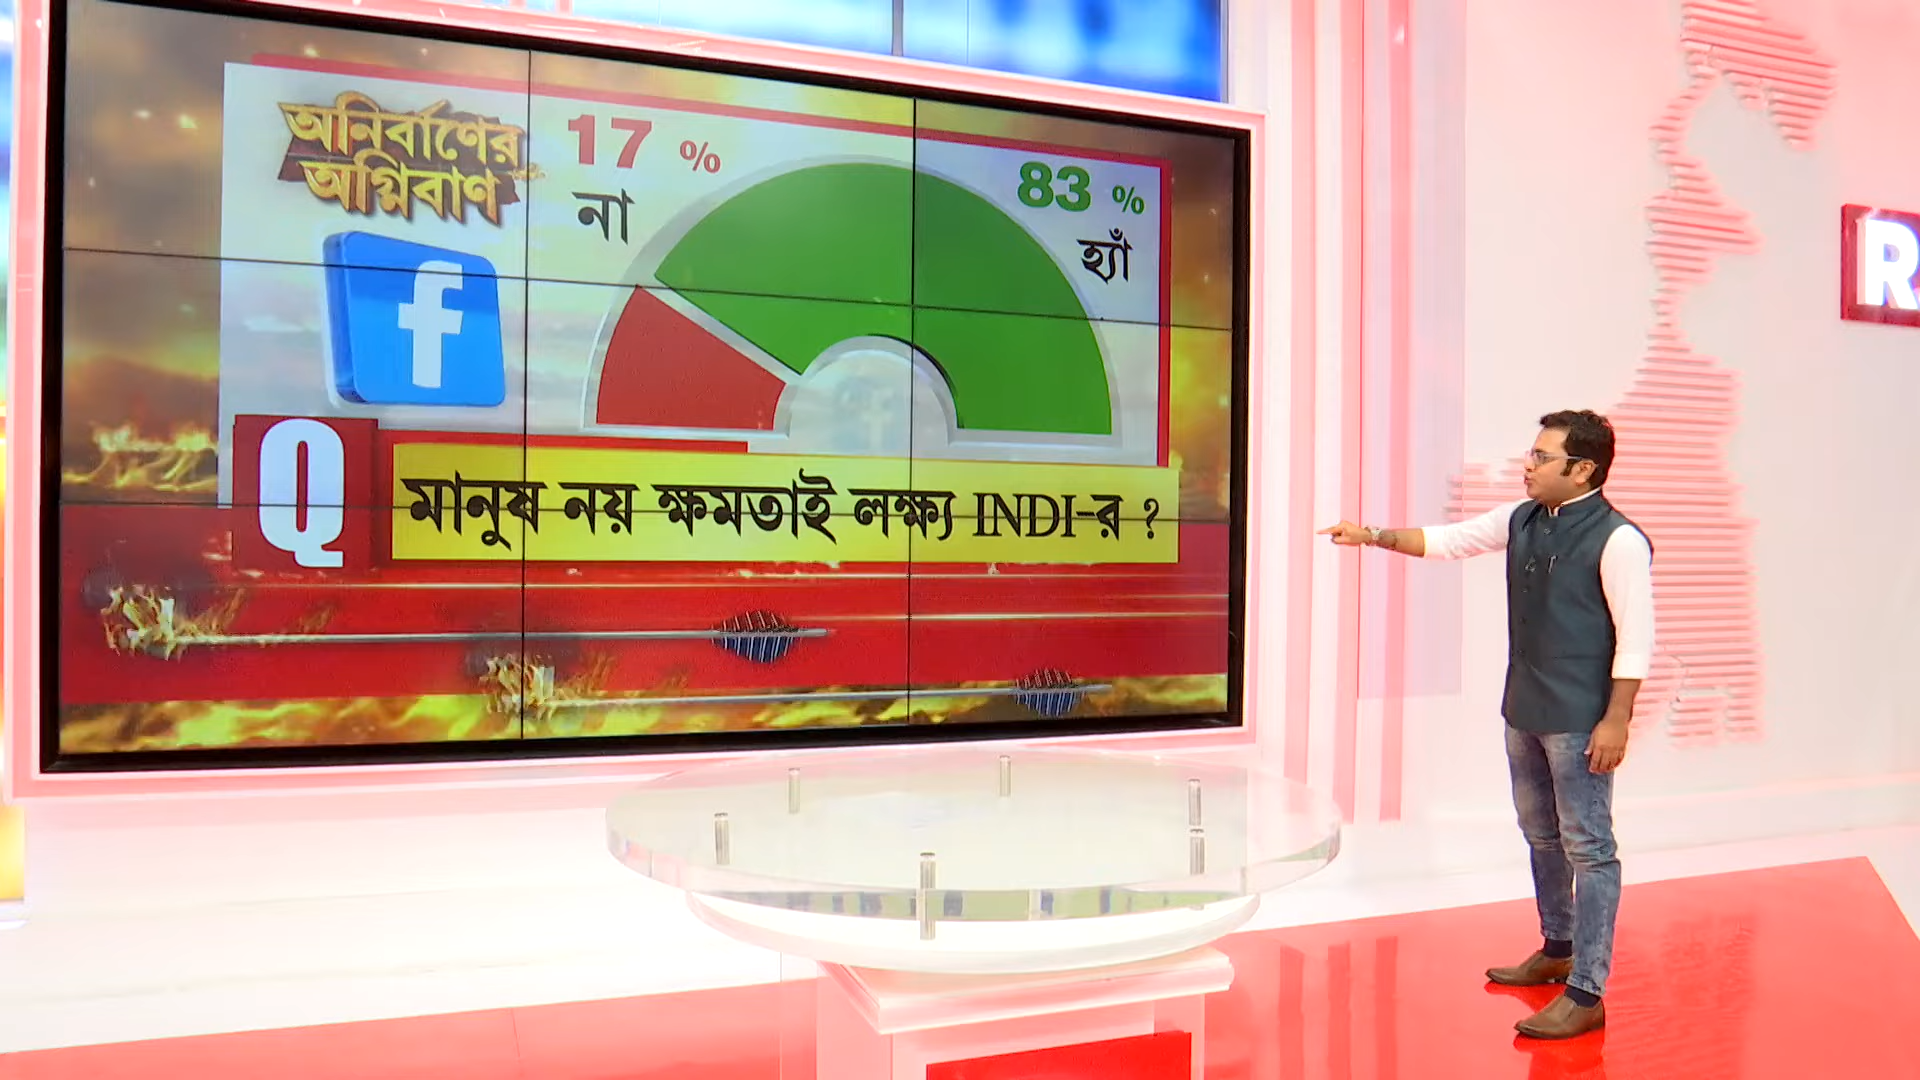 অনির্বাণের
অগ্নিবাণ
17 %
না
83 %
হ্যাঁ
f
Q
মানুষ নয় ক্ষমতাই লক্ষ্য INDI-র ?
R